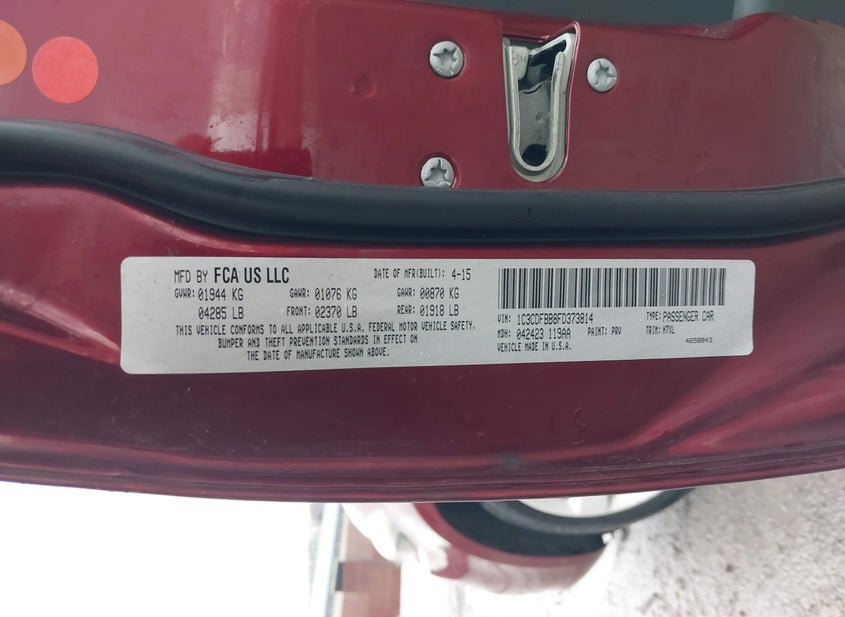 MFD BY FCA US LLC DATE OF MFR(BUILT): 4-15
GVWR: 01944 KG GAWR: 01076 KG GAWR: 00870 KG
04285 LB FRONT: 02370 LB REAR: 01918 LB
THIS VEHICLE CONFORMS TO ALL APPLICABLE U.S.A. FEDERAL MOTOR VEHICLE SAFETY,
BUMPER AND THEFT PREVENTION STANDARDS IN EFFECT ON
THE DATE OF MANUFACTURE SHOWN ABOVE.
VIN: 1C3CDFBB8FD373814 TYPE: PASSENGER CAR
MDH: 042423 119AA PAINT: PRV TRIM: H7XL
VEHICLE MADE IN U.S.A. 4658843